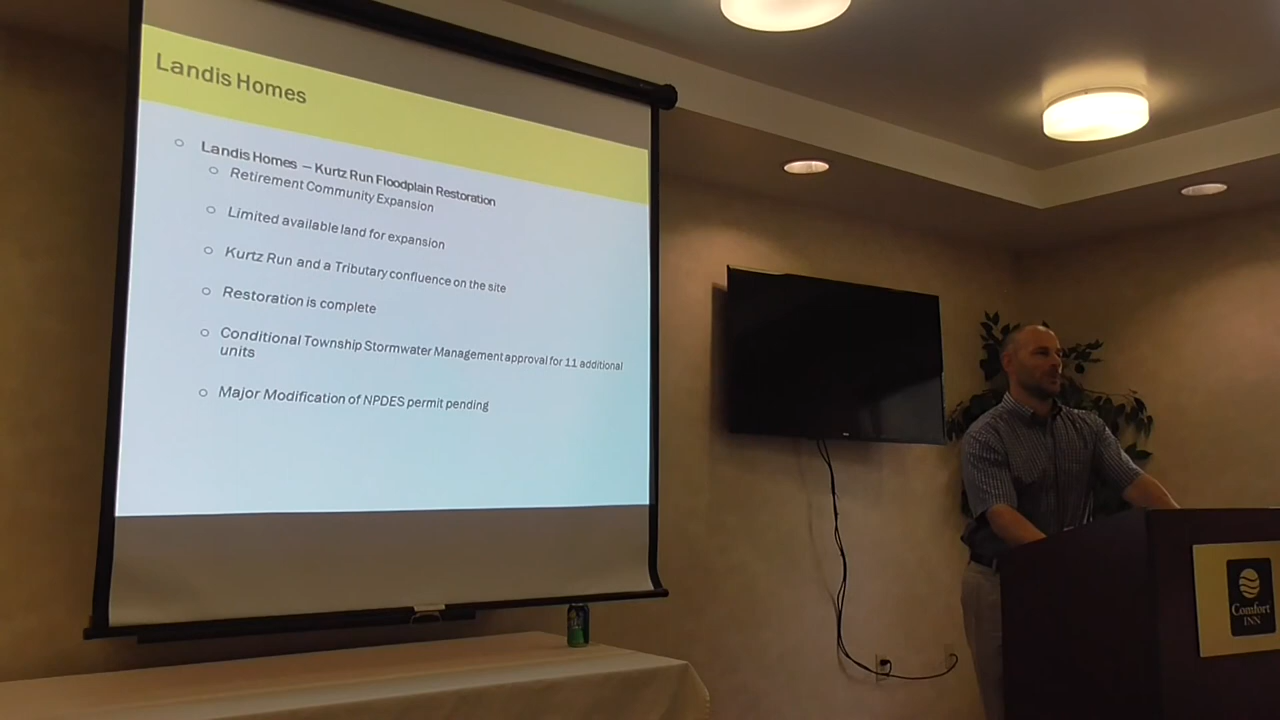 Landis Homes
Landis Homes – Kurtz Run Floodplain Restoration
Retirement Community Expansion
Limited available land for expansion
Kurtz Run and a Tributary confluence on the site
Restoration is complete
Conditional Township Stormwater Management approval for 11 additional
units
Major Modification of NPDES permit pending
Comfort
INN